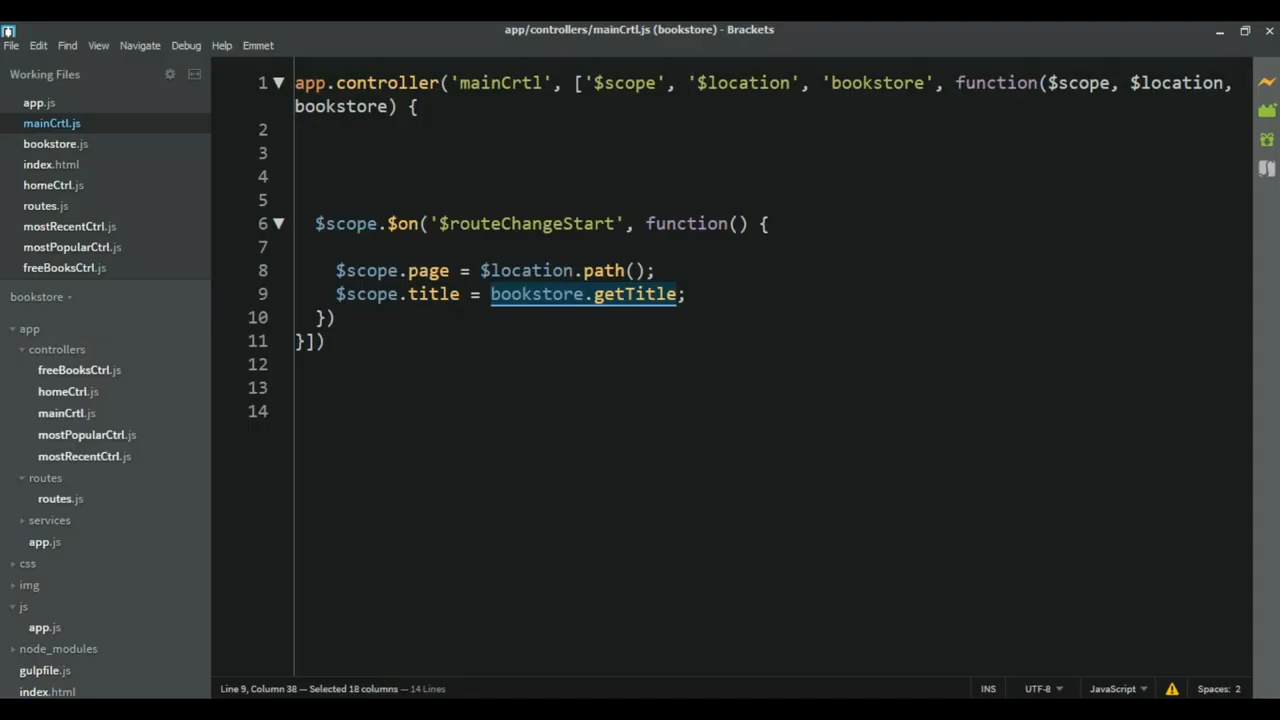 app/controllers/mainCrtl.js (bookstore) - Brackets
File Edit Find View Navigate Debug Help Emmet
Working Files
app.js
mainCrtl.js
bookstore.js
index.html
homeCtrl.js
routes.js
mostRecentCtrl.js
mostPopularCtrl.js
freeBooksCtrl.js
bookstore
app
controllers
freeBooksCtrl.js
homeCtrl.js
mainCrtl.js
mostPopularCtrl.js
mostRecentCtrl.js
routes
routes.js
services
app.js
css
img
js
app.js
node_modules
gulpfile.js
index.html
1 app.controller('mainCrtl', ['$scope', '$location', 'bookstore', function($scope, $location,
bookstore) {
2
3
4
5
6 $scope.$on('$routeChangeStart', function() {
7
8 $scope.page = $location.path();
9 $scope.title = bookstore.getTitle;
10 })
11 }])
12
13
14
Line 9, Column 38 — Selected 18 columns — 14 Lines
INS UTF-8 JavaScript Spaces: 2